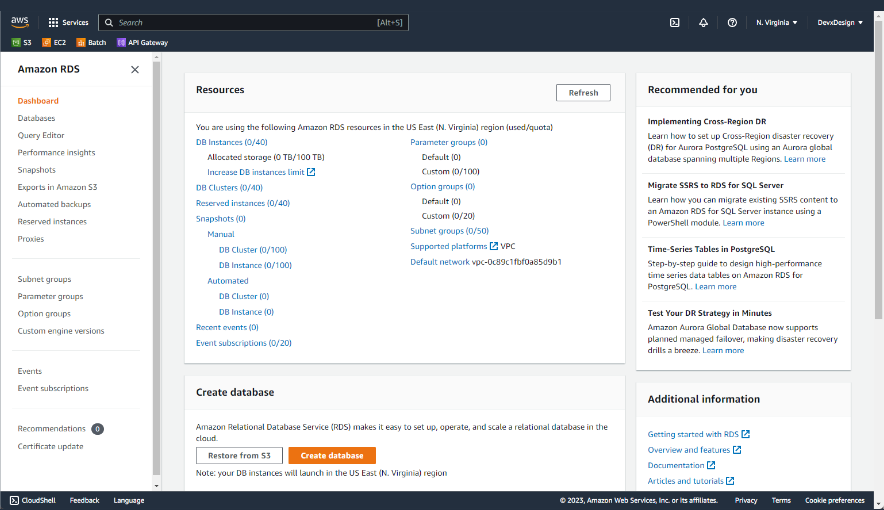 aws
Services
Search
[Alt+S]
N. Virginia
DevxDesign
S3
EC2
Batch
API Gateway
Amazon RDS
Dashboard
Databases
Query Editor
Performance insights
Snapshots
Exports in Amazon S3
Automated backups
Reserved instances
Proxies
Subnet groups
Parameter groups
Option groups
Custom engine versions
Events
Event subscriptions
Recommendations 0
Certificate update
Resources
Refresh
You are using the following Amazon RDS resources in the US East (N. Virginia) region (used/quota)
DB Instances (0/40)
Allocated storage (0 TB/100 TB)
Increase DB instances limit
DB Clusters (0/40)
Reserved instances (0/40)
Snapshots (0)
Manual
DB Cluster (0/100)
DB Instance (0/100)
Automated
DB Cluster (0)
DB Instance (0)
Recent events (0)
Event subscriptions (0/20)
Parameter groups (0)
Default (0)
Custom (0/100)
Option groups (0)
Default (0)
Custom (0/20)
Subnet groups (0/50)
Supported platforms VPC
Default network vpc-0c89c1fbf0a85d9b1
Create database
Amazon Relational Database Service (RDS) makes it easy to set up, operate, and scale a relational database in the
cloud.
Restore from S3
Create database
Note: your DB instances will launch in the US East (N. Virginia) region
Recommended for you
Implementing Cross-Region DR
Learn how to set up Cross-Region disaster recovery
(DR) for Aurora PostgreSQL using an Aurora global
database spanning multiple Regions. Learn more
Migrate SSRS to RDS for SQL Server
Learn how you can migrate existing SSRS content to
an Amazon RDS for SQL Server instance using a
PowerShell module. Learn more
Time-Series Tables in PostgreSQL
Step-by-step guide to design high-performance
time series data tables on Amazon RDS for
PostgreSQL. Learn more
Test Your DR Strategy in Minutes
Amazon Aurora Global Database now supports
planned managed failover, making disaster recovery
drills a breeze. Learn more
Additional information
Getting started with RDS
Overview and features
Documentation
Articles and tutorials
CloudShell
Feedback
Language
© 2023, Amazon Web Services, Inc. or its affiliates.
Privacy
Terms
Cookie preferences